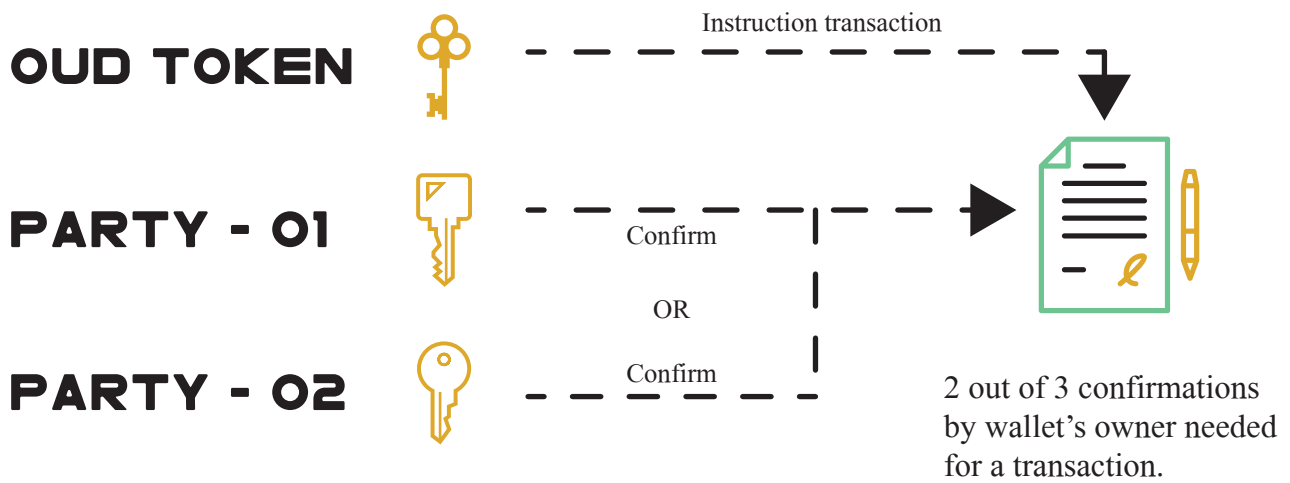 Instruction transaction
OUD TOKEN
PARTY - 01
Confirm
OR
PARTY - 02
Confirm
2 out of 3 confirmations
by wallet’s owner needed
for a transaction.